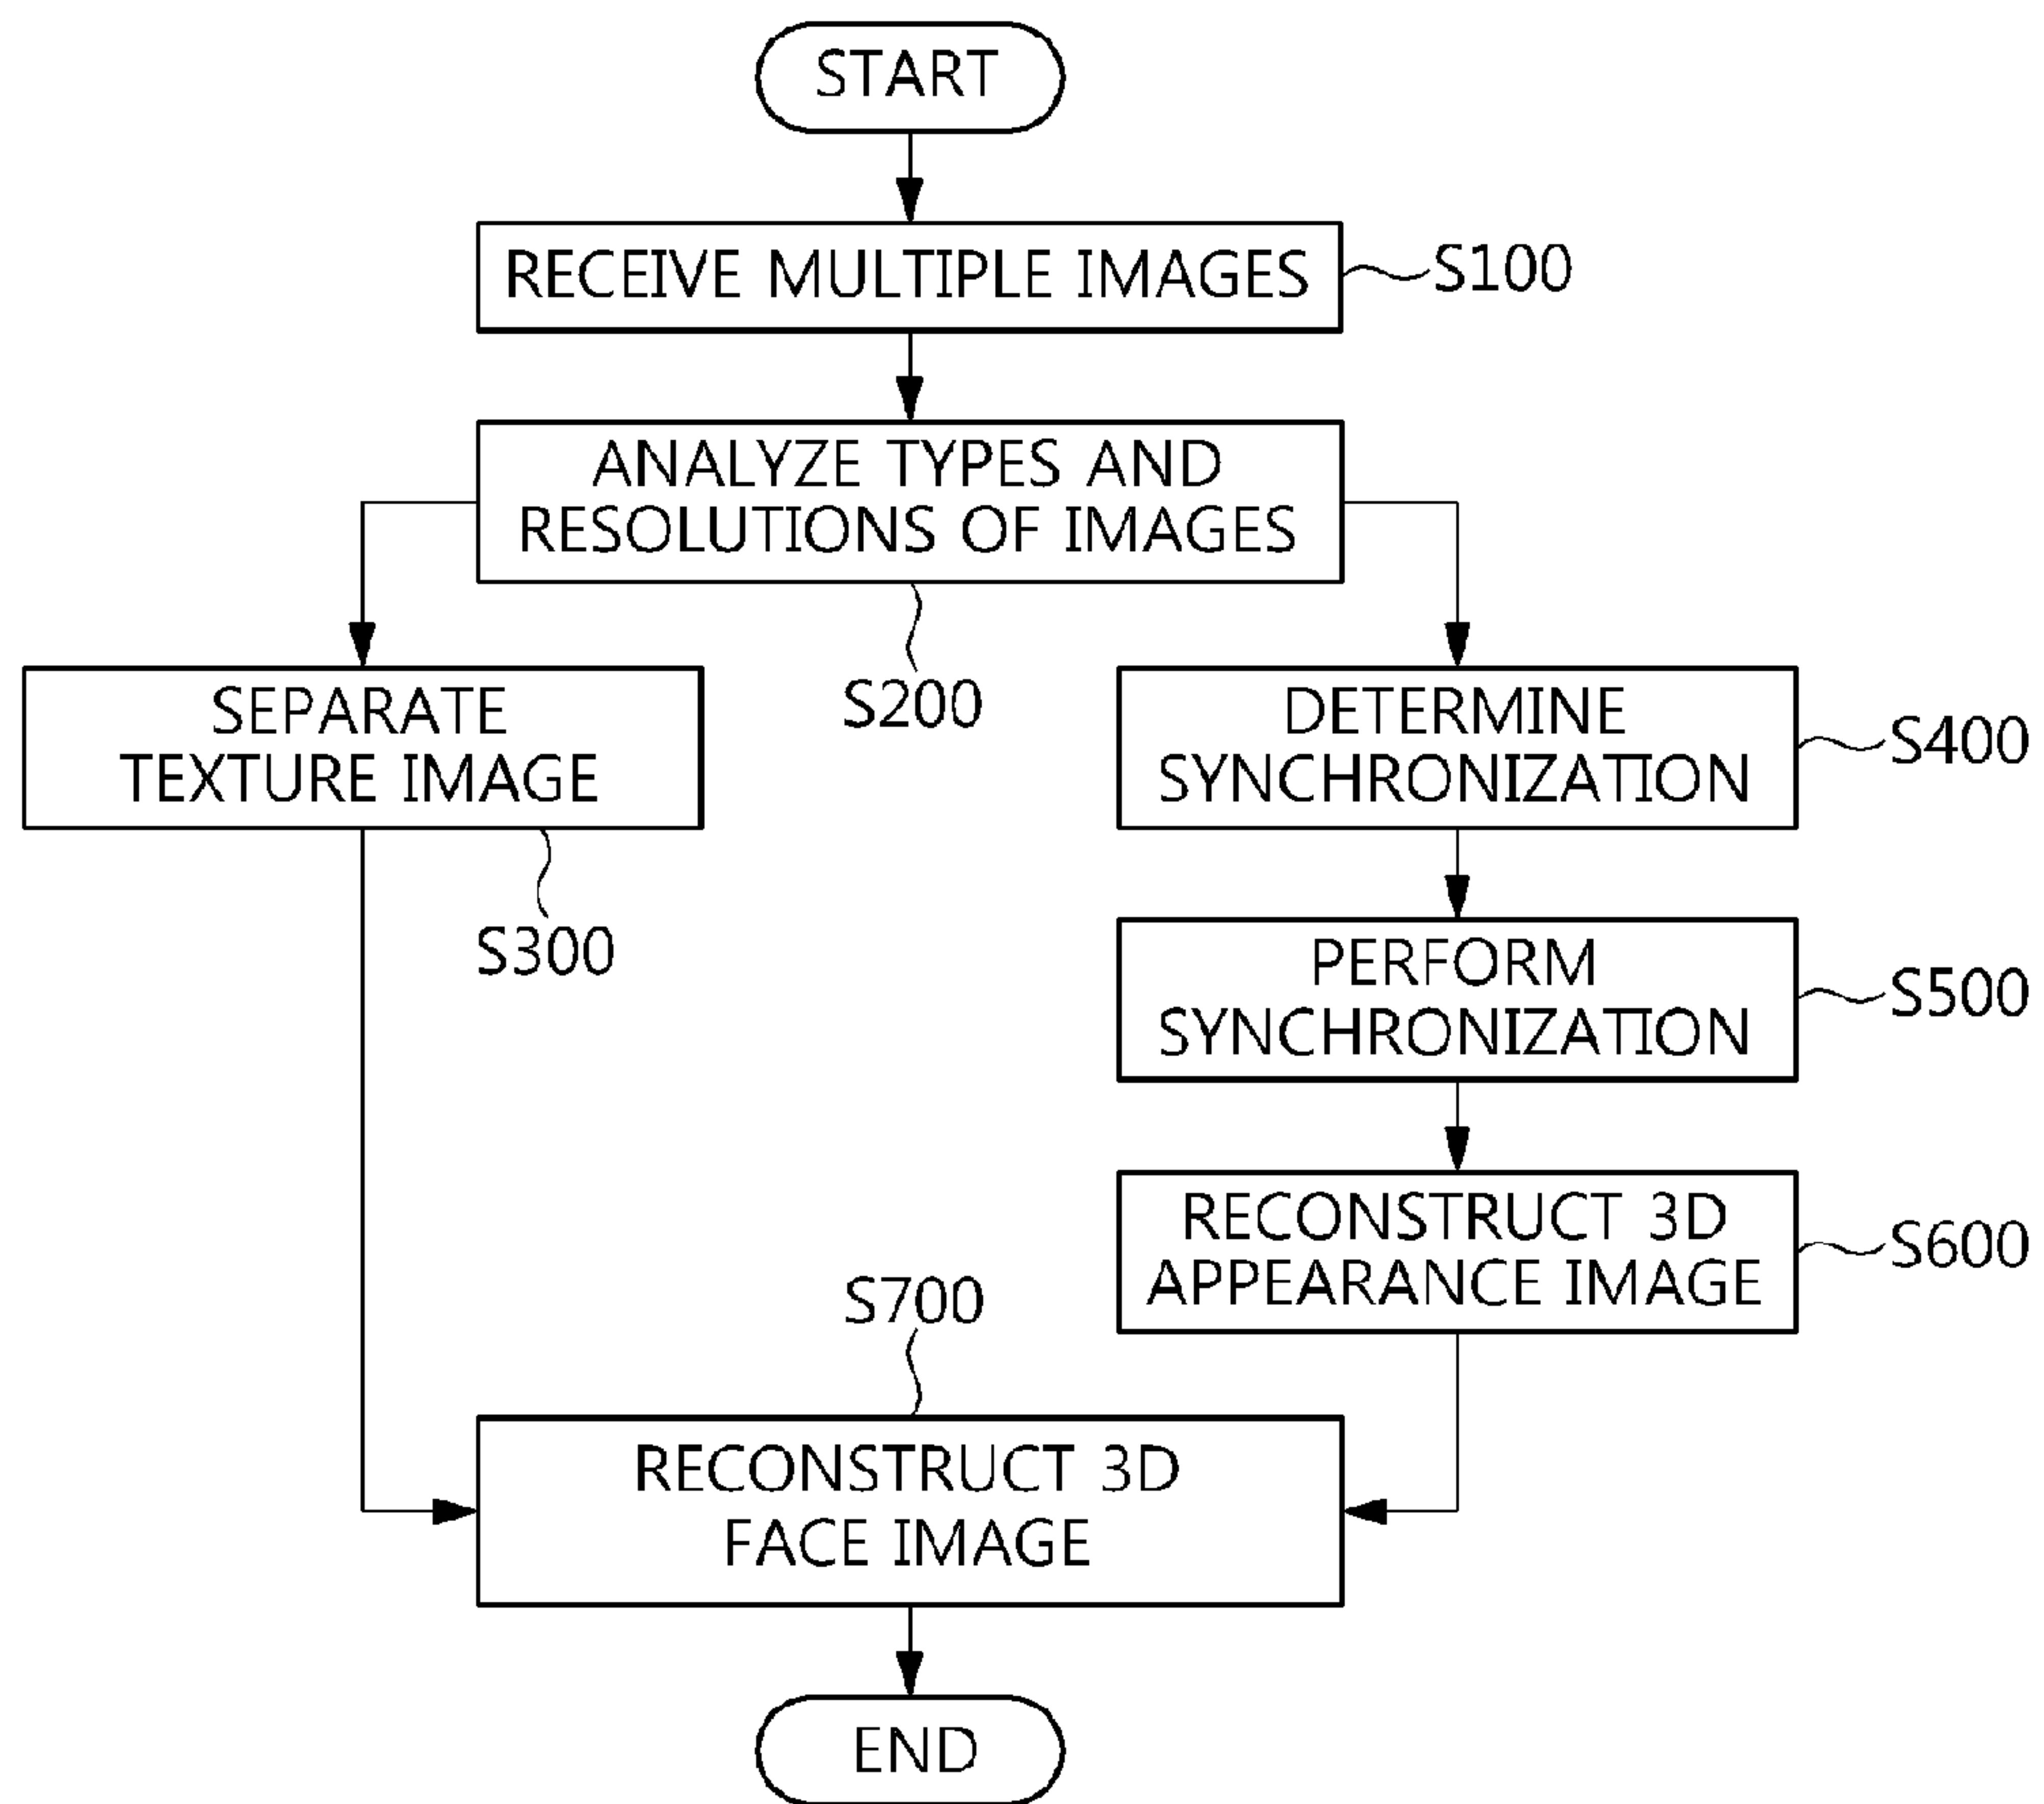 START
RECEIVE MULTIPLE IMAGES
S100
ANALYZE TYPES AND
RESOLUTIONS OF IMAGES
S200
SEPARATE
TEXTURE IMAGE
S300
DETERMINE
SYNCHRONIZATION
S400
PERFORM
SYNCHRONIZATION
S500
RECONSTRUCT 3D
APPEARANCE IMAGE
S600
S700
RECONSTRUCT 3D
FACE IMAGE
END